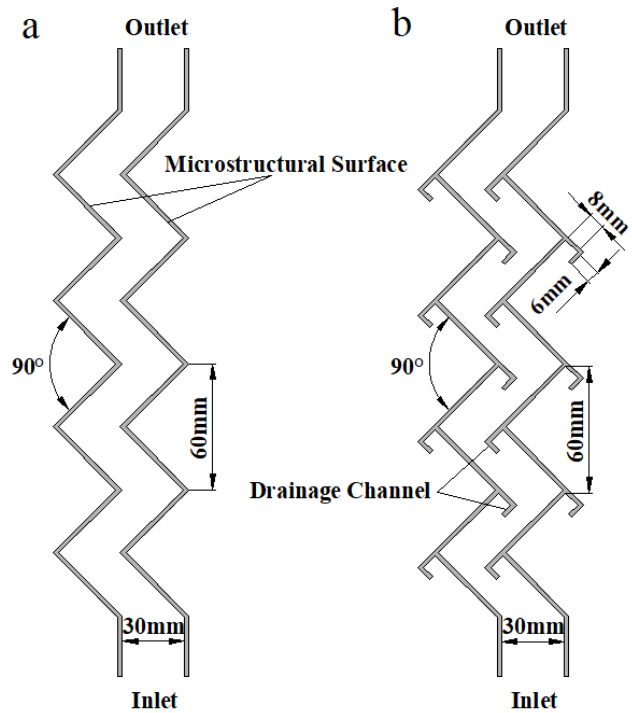 a
Outlet
Microstructural Surface
90°
60mm
30mm
Inlet
b
Outlet
8mm
6mm
90°
60mm
Drainage Channel
30mm
Inlet